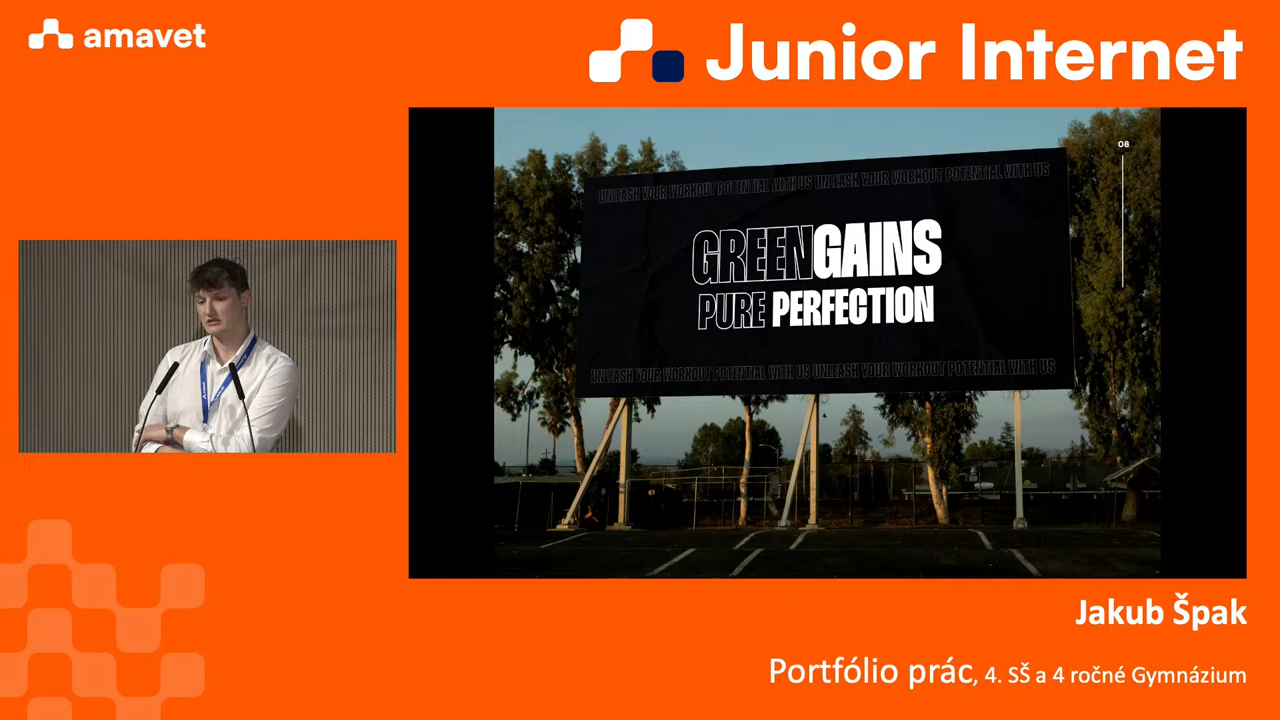 amavet
Junior Internet
08
UNLEASH YOUR WORKOUT POTENTIAL WITH US UNLEASH YOUR WORKOUT POTENTIAL WITH US
GREENGAINS
PURE PERFECTION
UNLEASH YOUR WORKOUT POTENTIAL WITH US UNLEASH YOUR WORKOUT POTENTIAL WITH US
Jakub Špak
Portfólio prác, 4. SŠ a 4 ročné Gymnázium